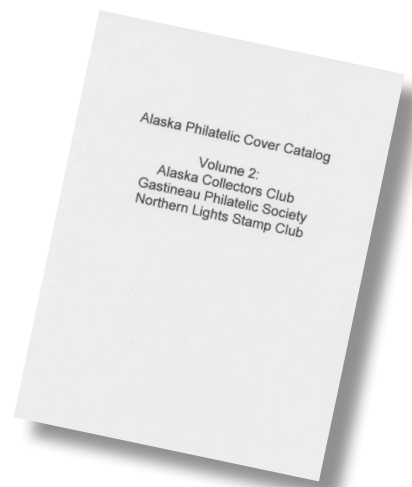 Alaska Philatelic Cover Catalog
Volume 2:
Alaska Collectors Club
Gastineau Philatelic Society
Northern Lights Stamp Club